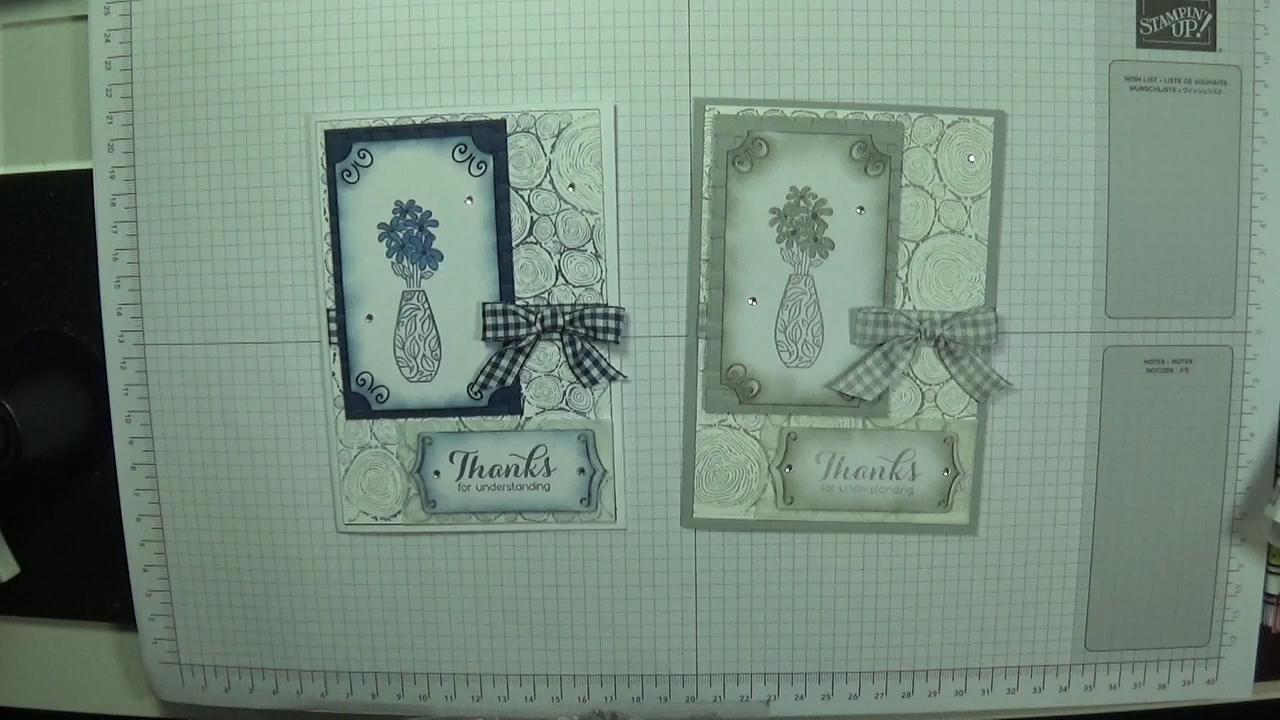 STAMPIN'
UP!
WISH LIST • LISTE DE SOUHAITS
WUNSCHLISTE •
NOTES • NOTES
NOTIZEN •
Thanks
for understanding
Thanks
for understanding